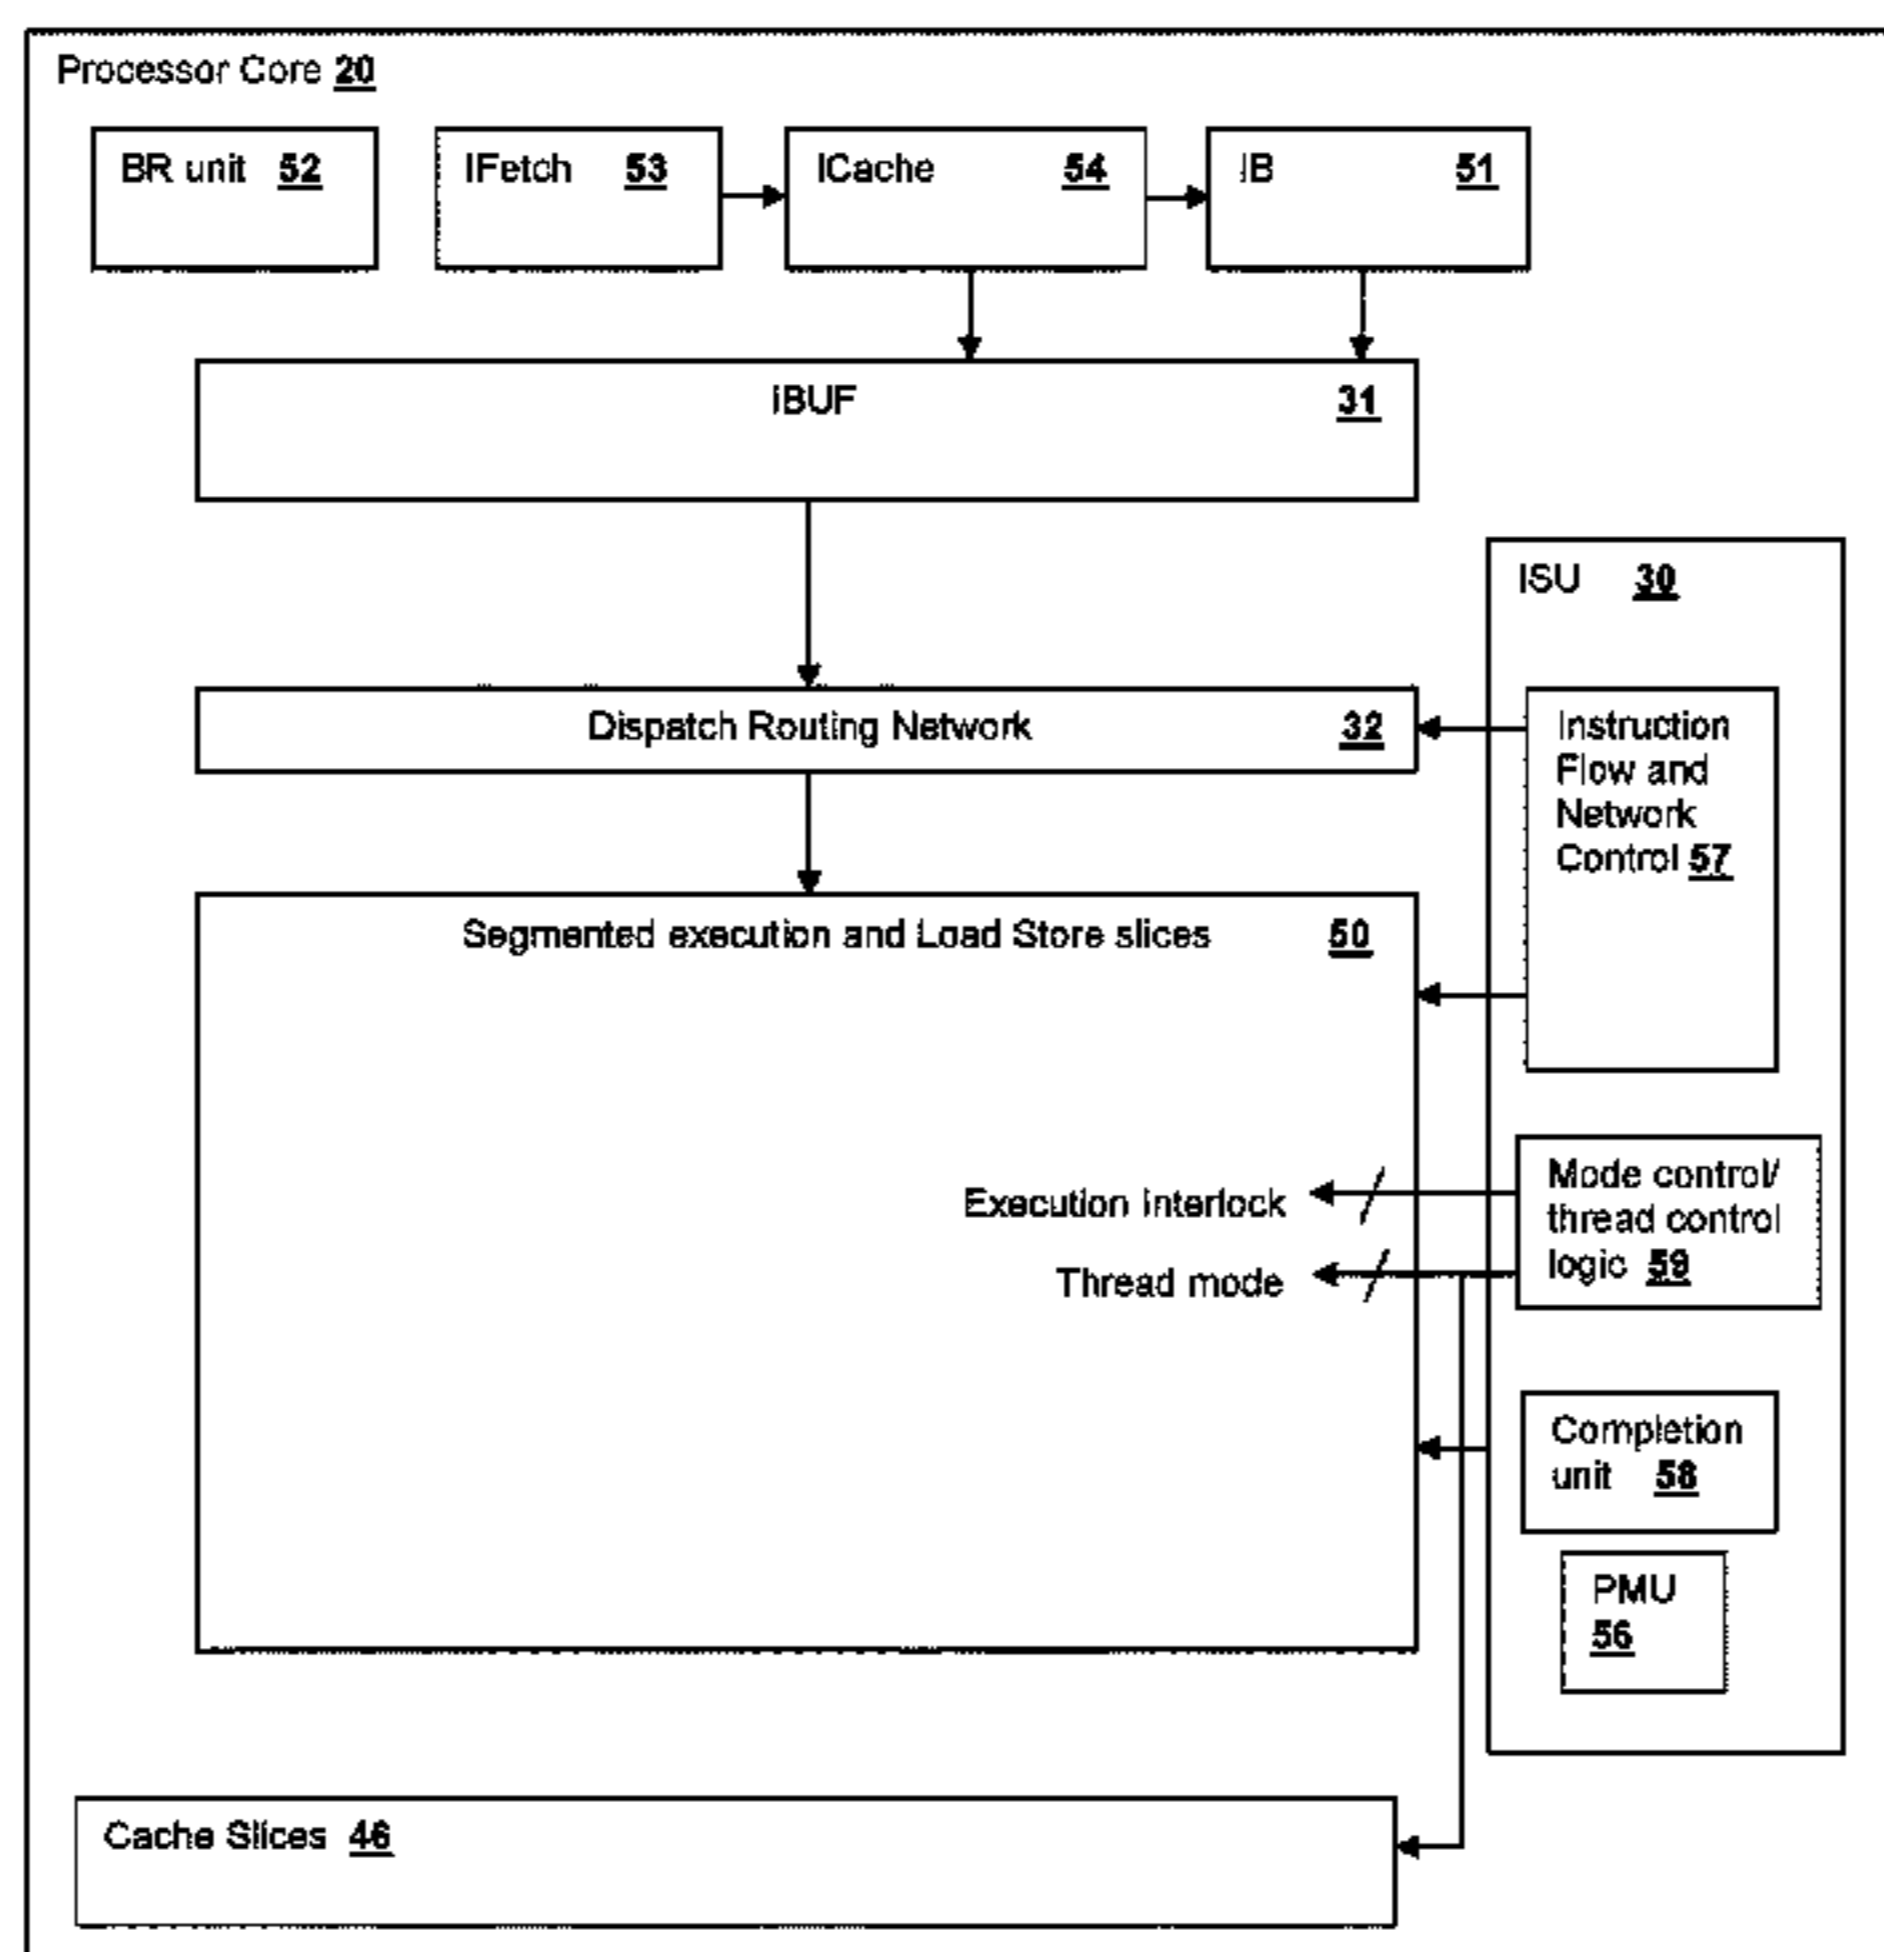 Processor Core 20
BR unit 52
IFetch 53
ICache 54
IB 51
IBUF 31
ISU 30
Dispatch Routing Network 32
Instruction
Flow and
Network
Control 57
Segmented execution and Load Store slices 50
Execution Interlock
Thread mode
Mode control/
thread control
logic 59
Completion
unit 58
PMU
56
Cache Slices 46